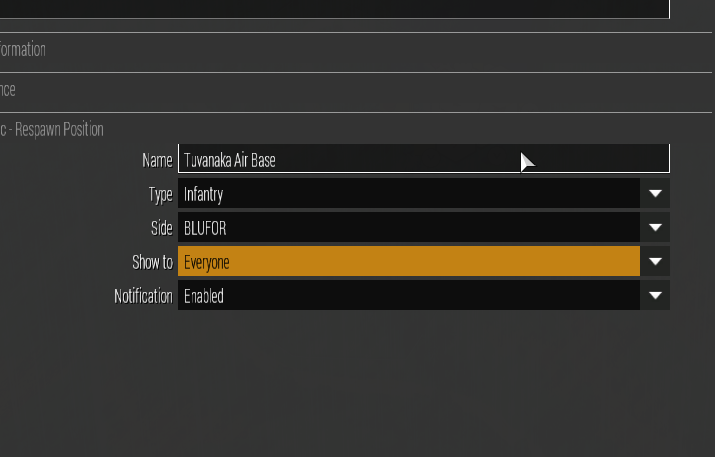 formation
nce
c - Respawn Position
Name Tuvanaka Air Base
Type Infantry
Side BLUFOR
Show to Everyone
Notification Enabled